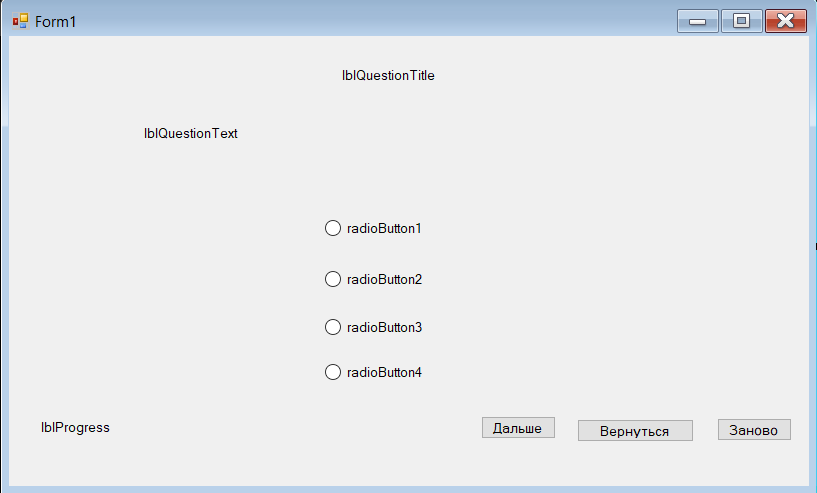 Form1
lblQuestionTitle
lblQuestionText
radioButton1
radioButton2
radioButton3
radioButton4
lblProgress
Дальше
Вернуться
Заново